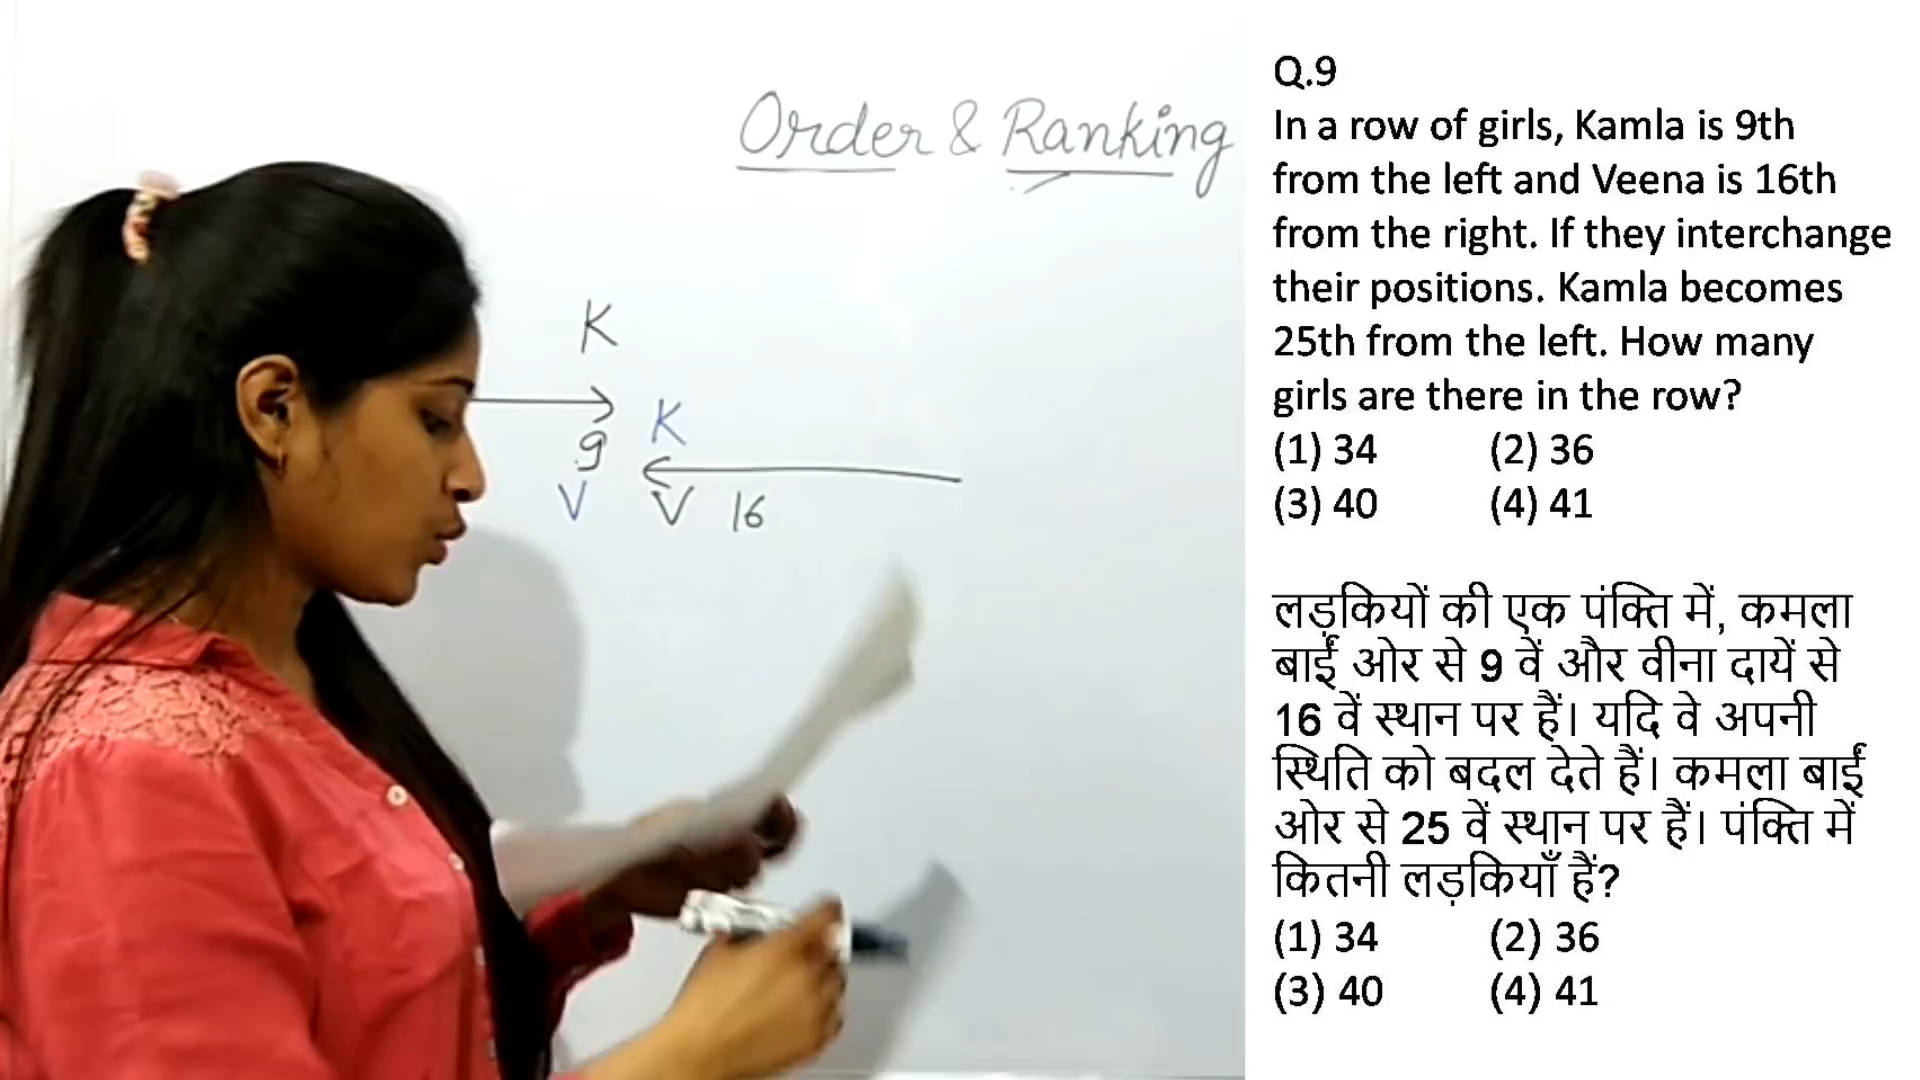 Order & Ranking
K
9
K
V
V 16
Q.9
In a row of girls, Kamla is 9th
from the left and Veena is 16th
from the right. If they interchange
their positions. Kamla becomes
25th from the left. How many
girls are there in the row?
(1) 34 (2) 36
(3) 40 (4) 41
लड़कियों की एक पंक्ति में, कमला
बाईं ओर से 9 वें और वीना दायें से
16 वें स्थान पर हैं। यदि वे अपनी
स्थिति को बदल देते हैं। कमला बाईं
ओर से 25 वें स्थान पर हैं। पंक्ति में
कितनी लड़कियाँ हैं?
(1) 34 (2) 36
(3) 40 (4) 41